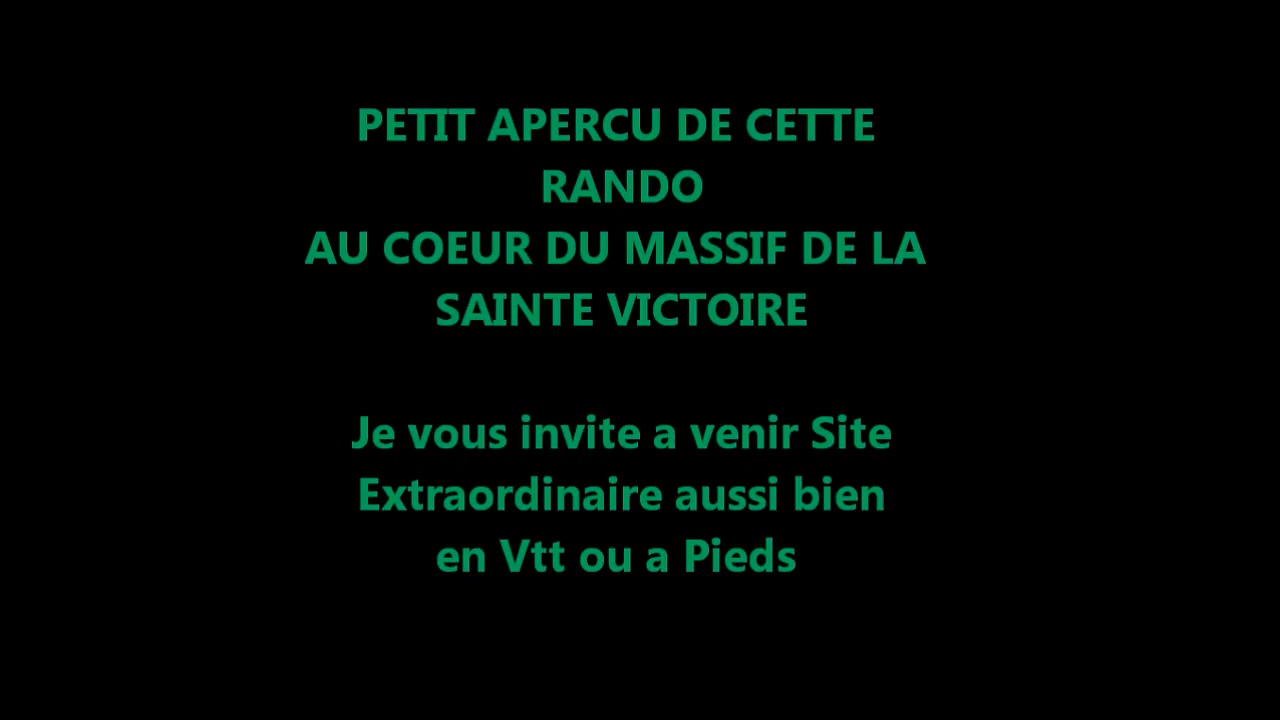 PETIT APERCU DE CETTE
RANDO
AU COEUR DU MASSIF DE LA
SAINTE VICTOIRE
Je vous invite a venir Site
Extraordinaire aussi bien
en Vtt ou a Pieds